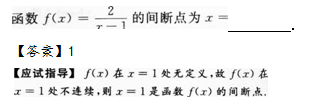 函数 f(x) = 2/(x-1) 的间断点为 x = ________.
【答案】1
【应试指导】 f(x) 在 x = 1 处无定义,故 f(x) 在
x = 1 处不连续,则 x = 1 是函数 f(x) 的间断点.